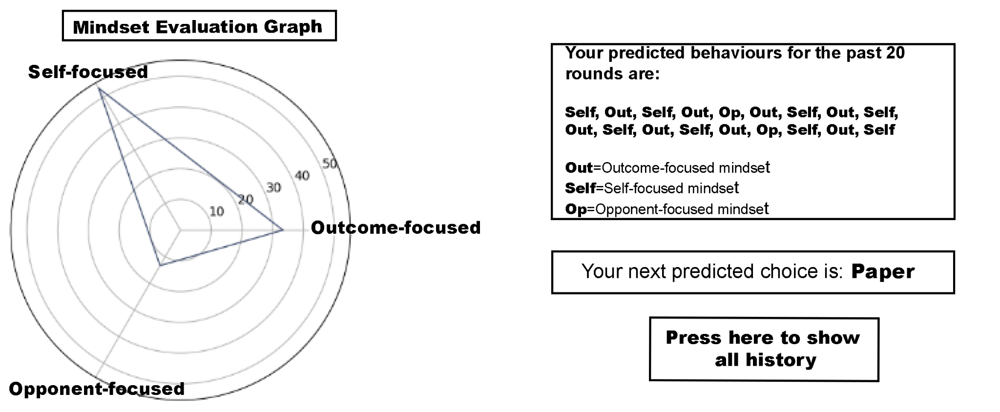 Mindset Evaluation Graph
Self-focused
50
40
30
20
10
Outcome-focused
Opponent-focused
Your predicted behaviours for the past 20
rounds are:
Self, Out, Self, Out, Op, Out, Self, Out, Self,
Out, Self, Out, Self, Out, Op, Self, Out, Self
Out=Outcome-focused mindset
Self=Self-focused mindset
Op=Opponent-focused mindset
Your next predicted choice is: Paper
Press here to show
all history